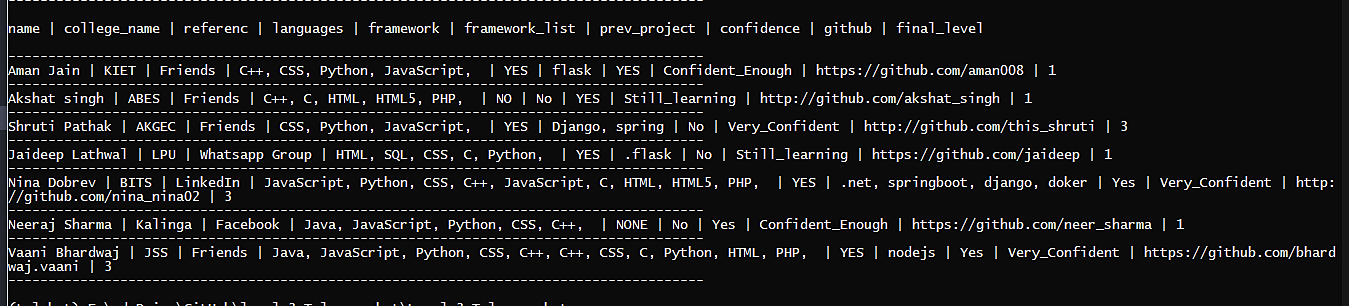 name | college_name | referenc | languages | framework | framework_list | prev_project | confidence | github | final_level
Aman Jain | KIET | Friends | C++, CSS, Python, JavaScript,  | YES | flask | YES | Confident_Enough | https://github.com/aman008 | 1
Akshat singh | ABES | Friends | C++, C, HTML, HTML5, PHP,  | NO | No | YES | Still_learning | http://github.com/akshat_singh | 1
Shruti Pathak | AKGEC | Friends | CSS, Python, JavaScript,  | YES | Django, spring | No | Very_Confident | http://github.com/this_shruti | 3
Jaideep Lathwal | LPU | Whatsapp Group | HTML, SQL, CSS, C, Python,  | YES | .flask | No | Still_learning | https://github.com/jaideep | 1
Nina Dobrev | BITS | LinkedIn | JavaScript, Python, CSS, C++, JavaScript, C, HTML, HTML5, PHP,  | YES | .net, springboot, django, doker | Yes | Very_Confident | http:
//github.com/nina_nina02 | 3
Neeraj Sharma | Kalinga | Facebook | Java, JavaScript, Python, CSS, C++,  | NONE | No | Yes | Confident_Enough | https://github.com/neer_sharma | 1
Vaani Bhardwaj | JSS | Friends | Java, JavaScript, Python, CSS, C++, C++, CSS, C, Python, HTML, PHP,  | YES | nodejs | Yes | Very_Confident | https://github.com/bhard
waj.vaani | 3